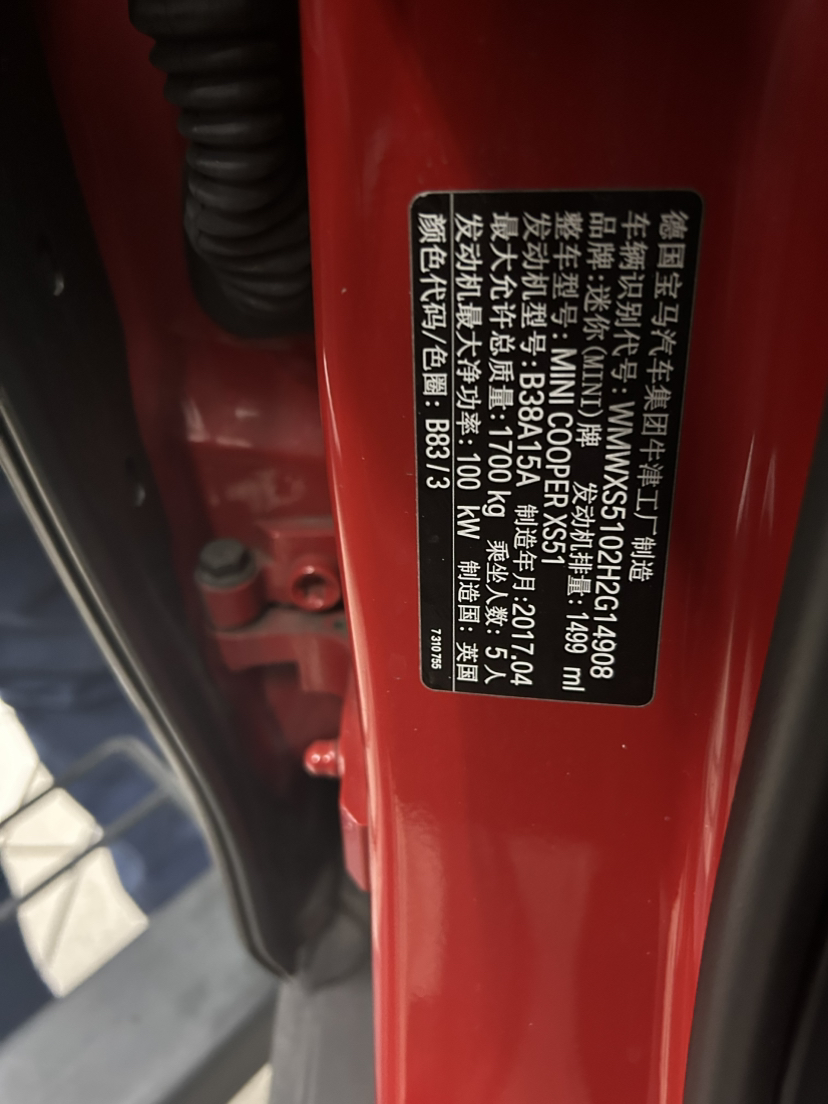 德国宝马汽车集团牛津工厂制造
车辆识别代号:WMWXS5102H2G14908
品牌:迷你(MINI)牌 发动机排量:1499 ml
整车型号:MINI COOPER XS51
发动机型号:B38A15A 制造年月:2017.04
最大允许总质量:1700 kg 乘坐人数:5人
发动机最大净功率:100 kW 制造国:英国
颜色代码/色圈: B83/3 7310755